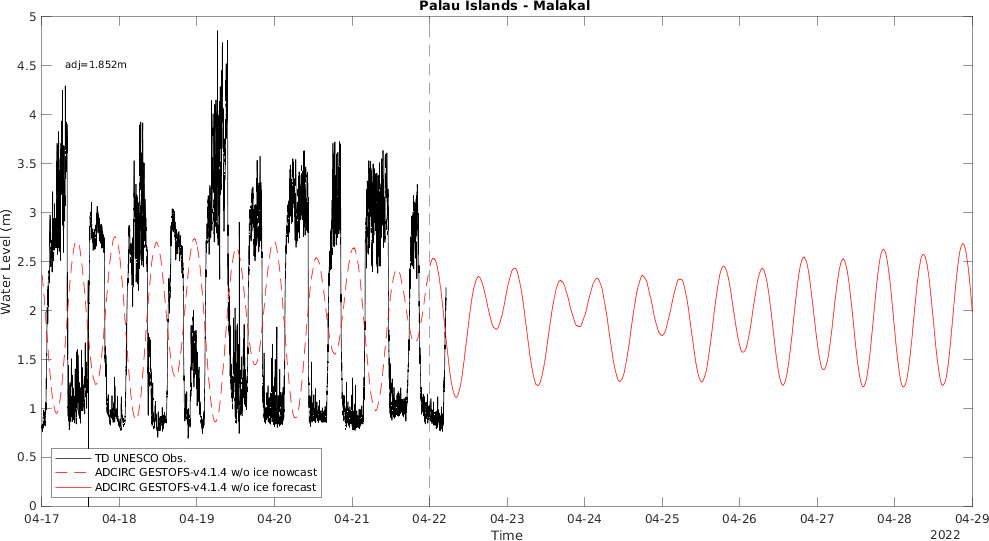 Palau Islands - Malakal
5
4.5
4
3.5
3
2.5
2
1.5
1
0.5
0
Water Level (m)
adj=1.852m
TD UNESCO Obs.
ADCIRC GESTOFS-v4.1.4 w/o ice nowcast
ADCIRC GESTOFS-v4.1.4 w/o ice forecast
04-17 04-18 04-19 04-20 04-21 04-22 04-23 04-24 04-25 04-26 04-27 04-28 04-29
Time
2022